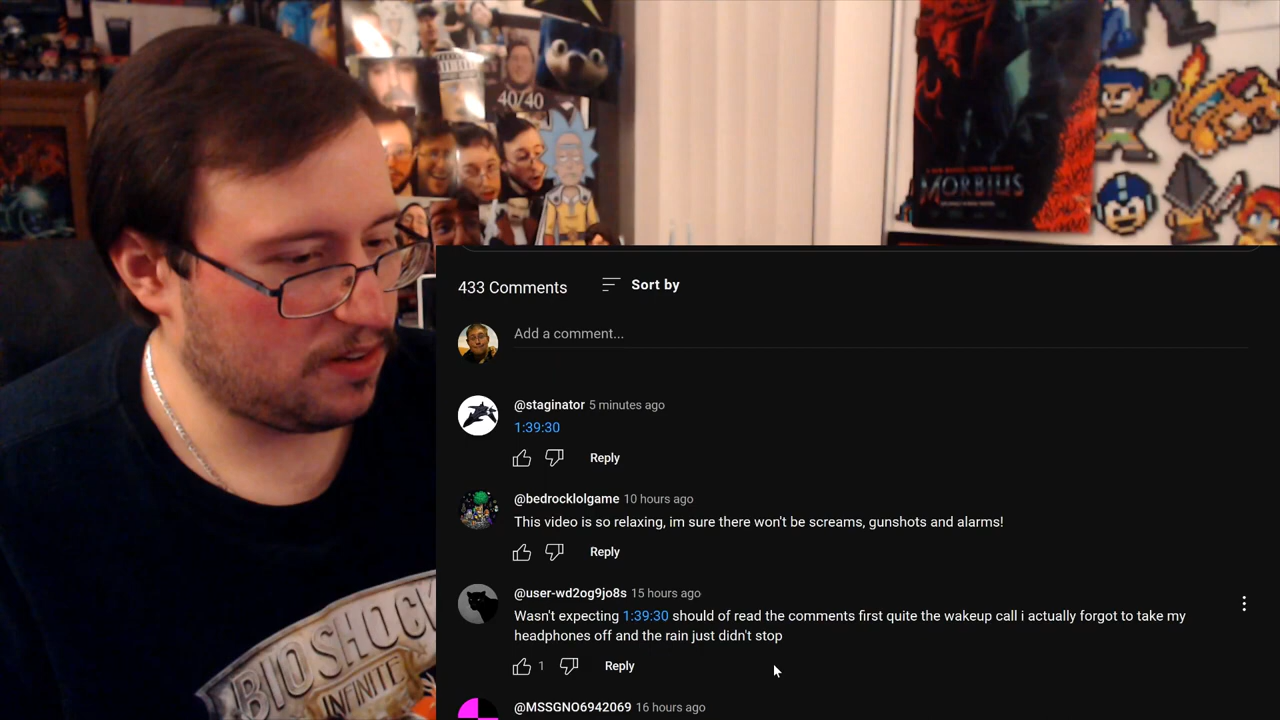 40/40
MORBIUS
433 Comments
Sort by
Add a comment...
@staginator 5 minutes ago
1:39:30
Reply
@bedrocklolgame 10 hours ago
This video is so relaxing, im sure there won't be screams, gunshots and alarms!
Reply
@user-wd2og9jo8s 15 hours ago
Wasn't expecting 1:39:30 should of read the comments first quite the wakeup call i actually forgot to take my
headphones off and the rain just didn't stop
1
Reply
@MSSGNO6942069 16 hours ago
BIOSHOCK
INFINITE